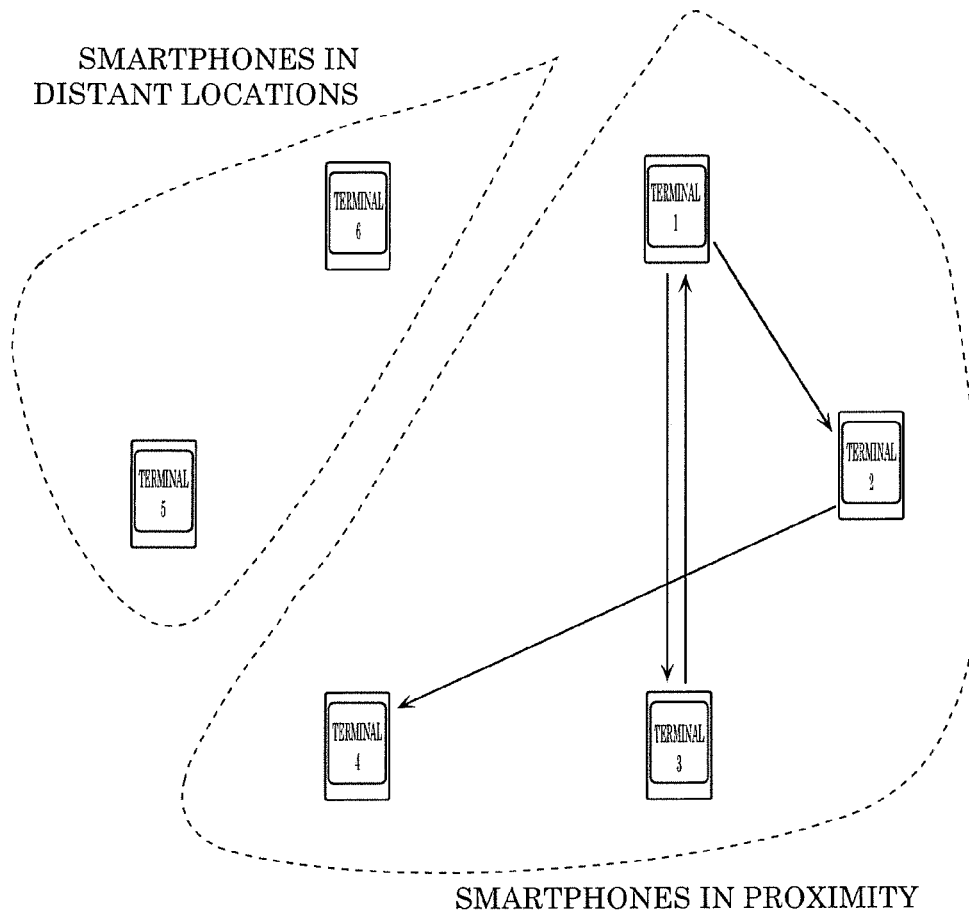 SMARTPHONES IN
DISTANT LOCATIONS
TERMINAL
6
TERMINAL
1
TERMINAL
5
TERMINAL
2
TERMINAL
4
TERMINAL
3
SMARTPHONES IN PROXIMITY